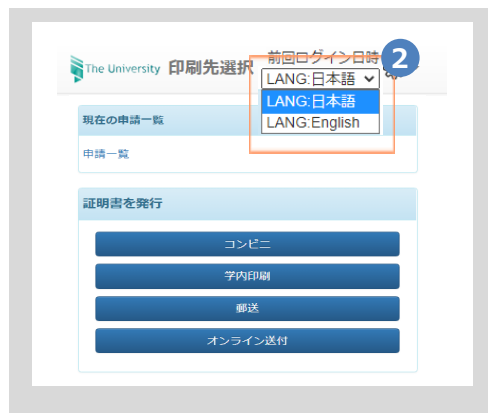 前回ログイン日時
2
The University 印刷先選択
LANG:日本語
LANG:日本語
LANG:English
現在の申請一覧
申請一覧
証明書を発行
コンビニ
学内印刷
郵送
オンライン送付